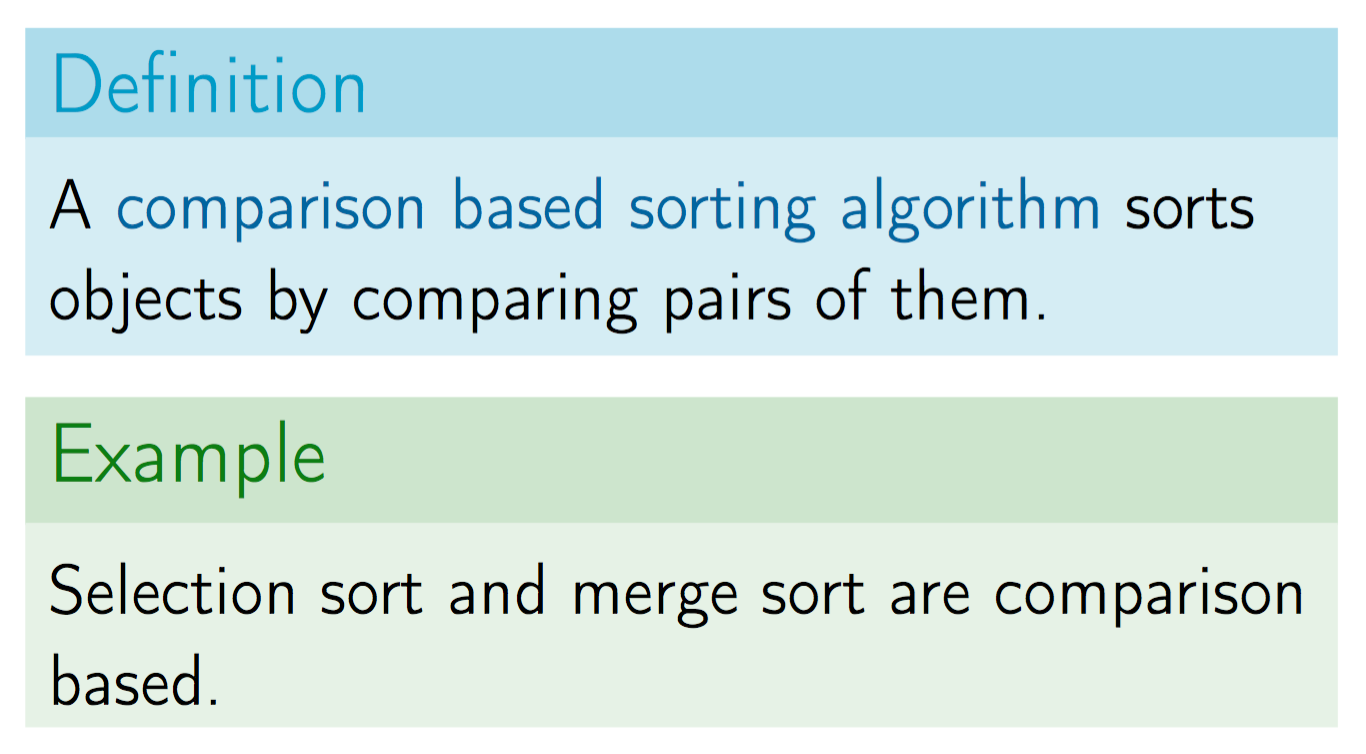 Definition
A comparison based sorting algorithm sorts
objects by comparing pairs of them.
Example
Selection sort and merge sort are comparison
based.